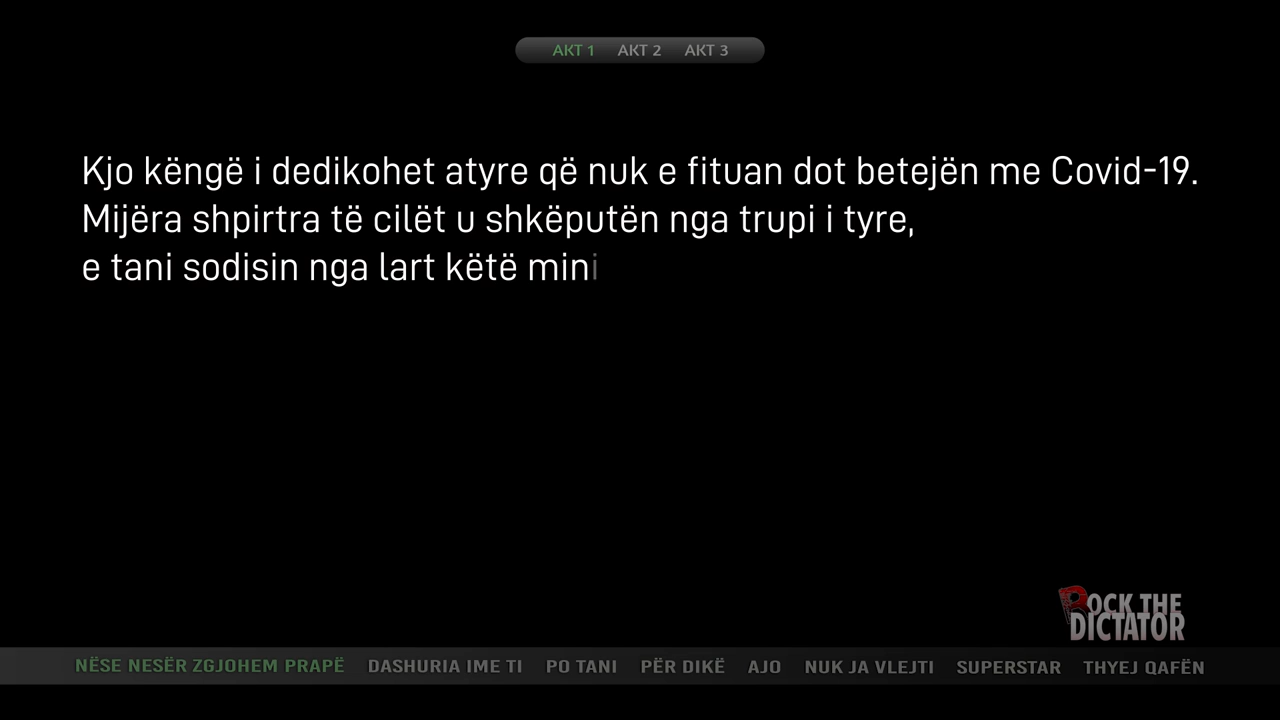 AKT 1 AKT 2 AKT 3
Kjo këngë i dedikohet atyre që nuk e fituan dot betejën me Covid-19.
Mijëra shpirtra të cilët u shkëputën nga trupi i tyre,
e tani sodisin nga lart këtë mini
ROCK THE
DICTATOR
NËSE NESËR ZGJOHEM PRAPË DASHURIA IME TI PO TANI PËR DIKË AJO NUK JA VLEJTI SUPERSTAR THYEJ QAFËN